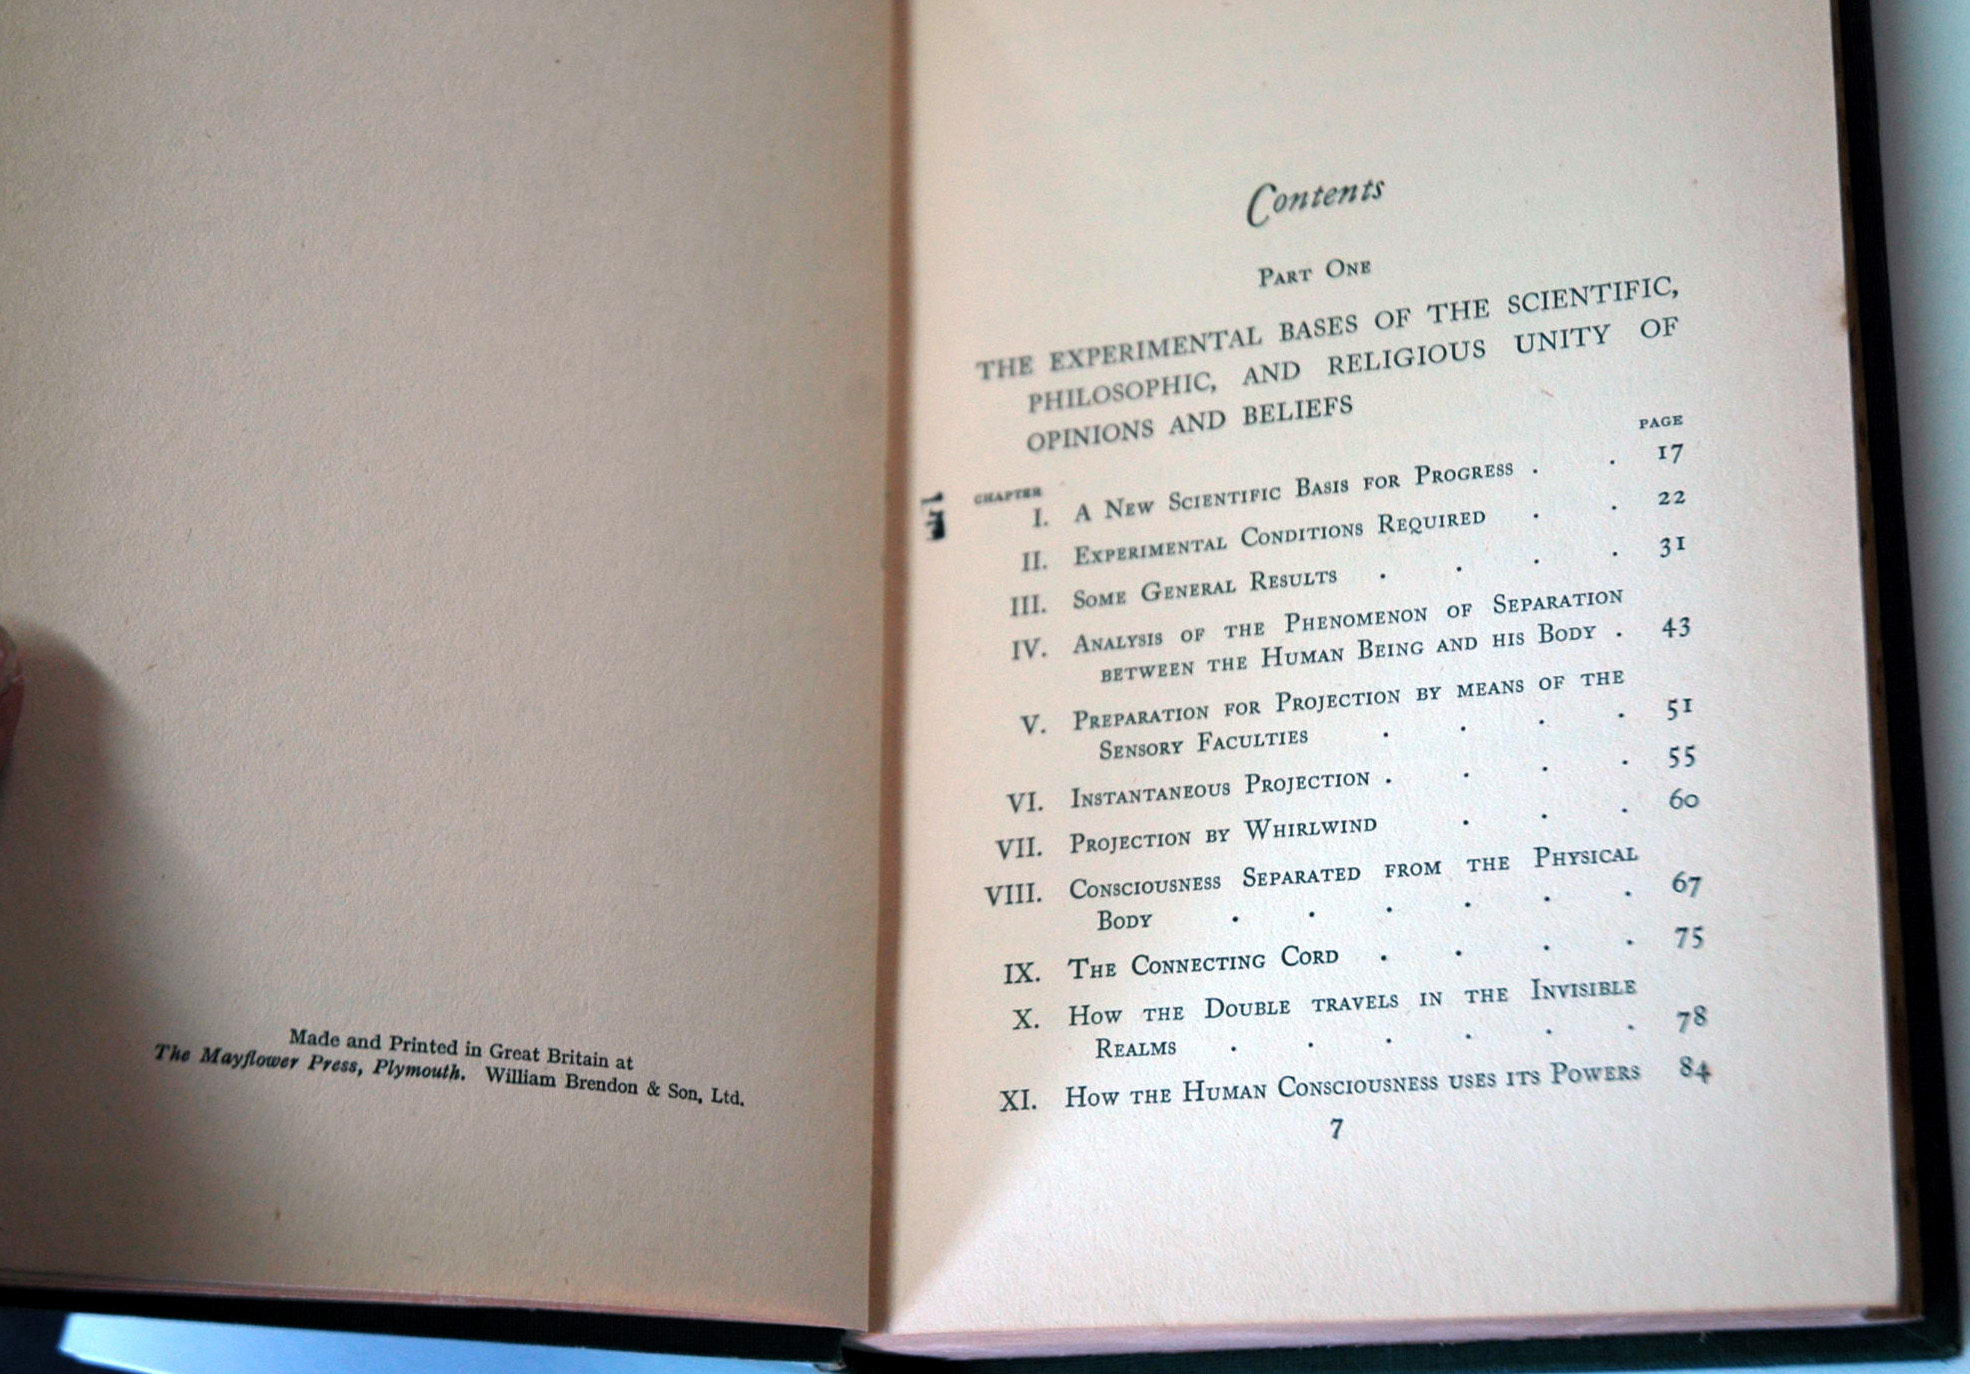 Made and Printed in Great Britain at
The Mayflower Press, Plymouth. William Brendon & Son, Ltd.
Contents
PART ONE
THE EXPERIMENTAL BASES OF THE SCIENTIFIC,
PHILOSOPHIC, AND RELIGIOUS UNITY OF
OPINIONS AND BELIEFS
CHAPTER PAGE
I. A NEW SCIENTIFIC BASIS FOR PROGRESS . . 17
II. EXPERIMENTAL CONDITIONS REQUIRED . . 22
III. SOME GENERAL RESULTS . . . . 31
IV. ANALYSIS OF THE PHENOMENON OF SEPARATION
BETWEEN THE HUMAN BEING AND HIS BODY . 43
V. PREPARATION FOR PROJECTION BY MEANS OF THE
SENSORY FACULTIES . . . . 51
VI. INSTANTANEOUS PROJECTION . . . . 55
VII. PROJECTION BY WHIRLWIND . . . 60
VIII. CONSCIOUSNESS SEPARATED FROM THE PHYSICAL
BODY . . . . . . 67
IX. THE CONNECTING CORD . . . . 75
X. HOW THE DOUBLE TRAVELS IN THE INVISIBLE
REALMS . . . . . . 78
XI. HOW THE HUMAN CONSCIOUSNESS USES ITS POWERS 84
7